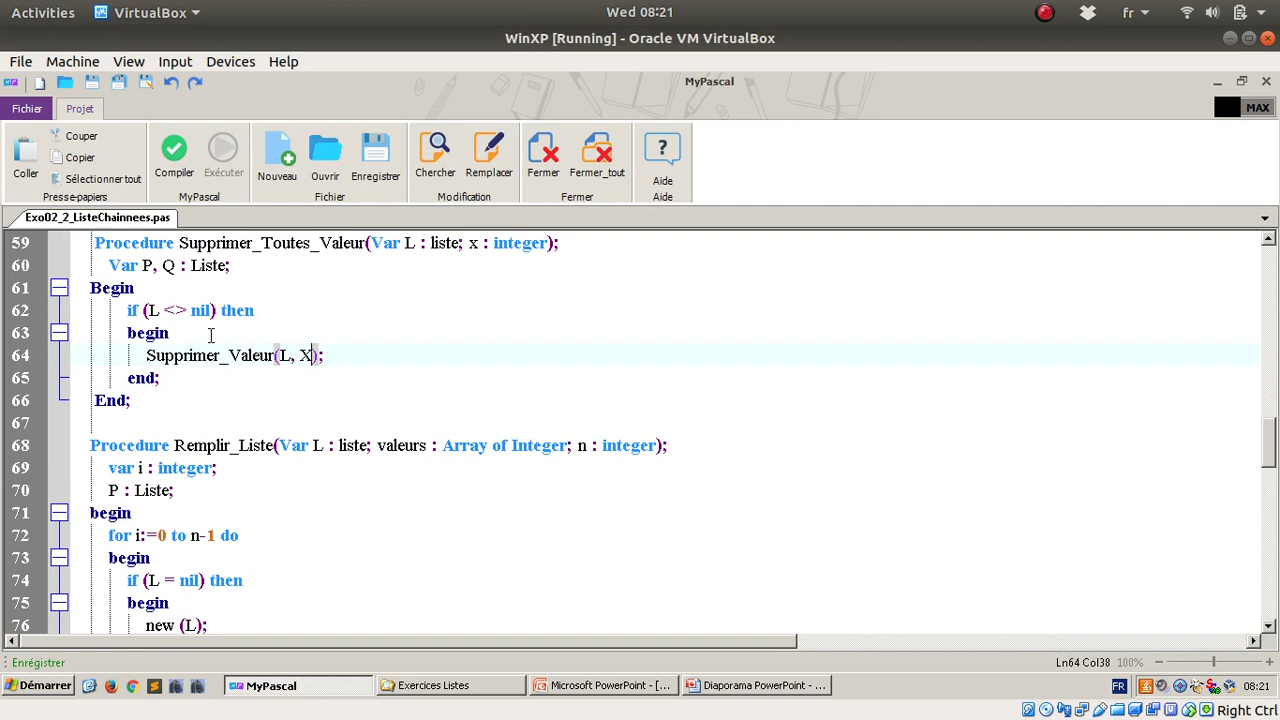 Activities VirtualBox Wed 08:21 fr
WinXP [Running] - Oracle VM VirtualBox
File Machine View Input Devices Help
MyPascal
Fichier Projet MAX
Coller Couper Copier Sélectionner tout Compiler Exécuter Nouveau Ouvrir Enregistrer Chercher Remplacer Fermer Fermer_tout Aide
Presse-papiers MyPascal Fichier Modification Fermer Aide
Exo02_2_ListeChainnees.pas
59 Procedure Supprimer_Toutes_Valeur(Var L : liste; x : integer);
60 Var P, Q : Liste;
61 Begin
62 if (L <> nil) then
63 begin
64 Supprimer_Valeur(L, X);
65 end;
66 End;
67
68 Procedure Remplir_Liste(Var L : liste; valeurs : Array of Integer; n : integer);
69 var i : integer;
70 P : Liste;
71 begin
72 for i:=0 to n-1 do
73 begin
74 if (L = nil) then
75 begin
76 new (L);
Enrégistrer Ln64 Col38 100%
Démarrer MyPascal Exercices Listes Microsoft PowerPoint - [... Diaporama PowerPoint - ... FR 08:21
Right Ctrl